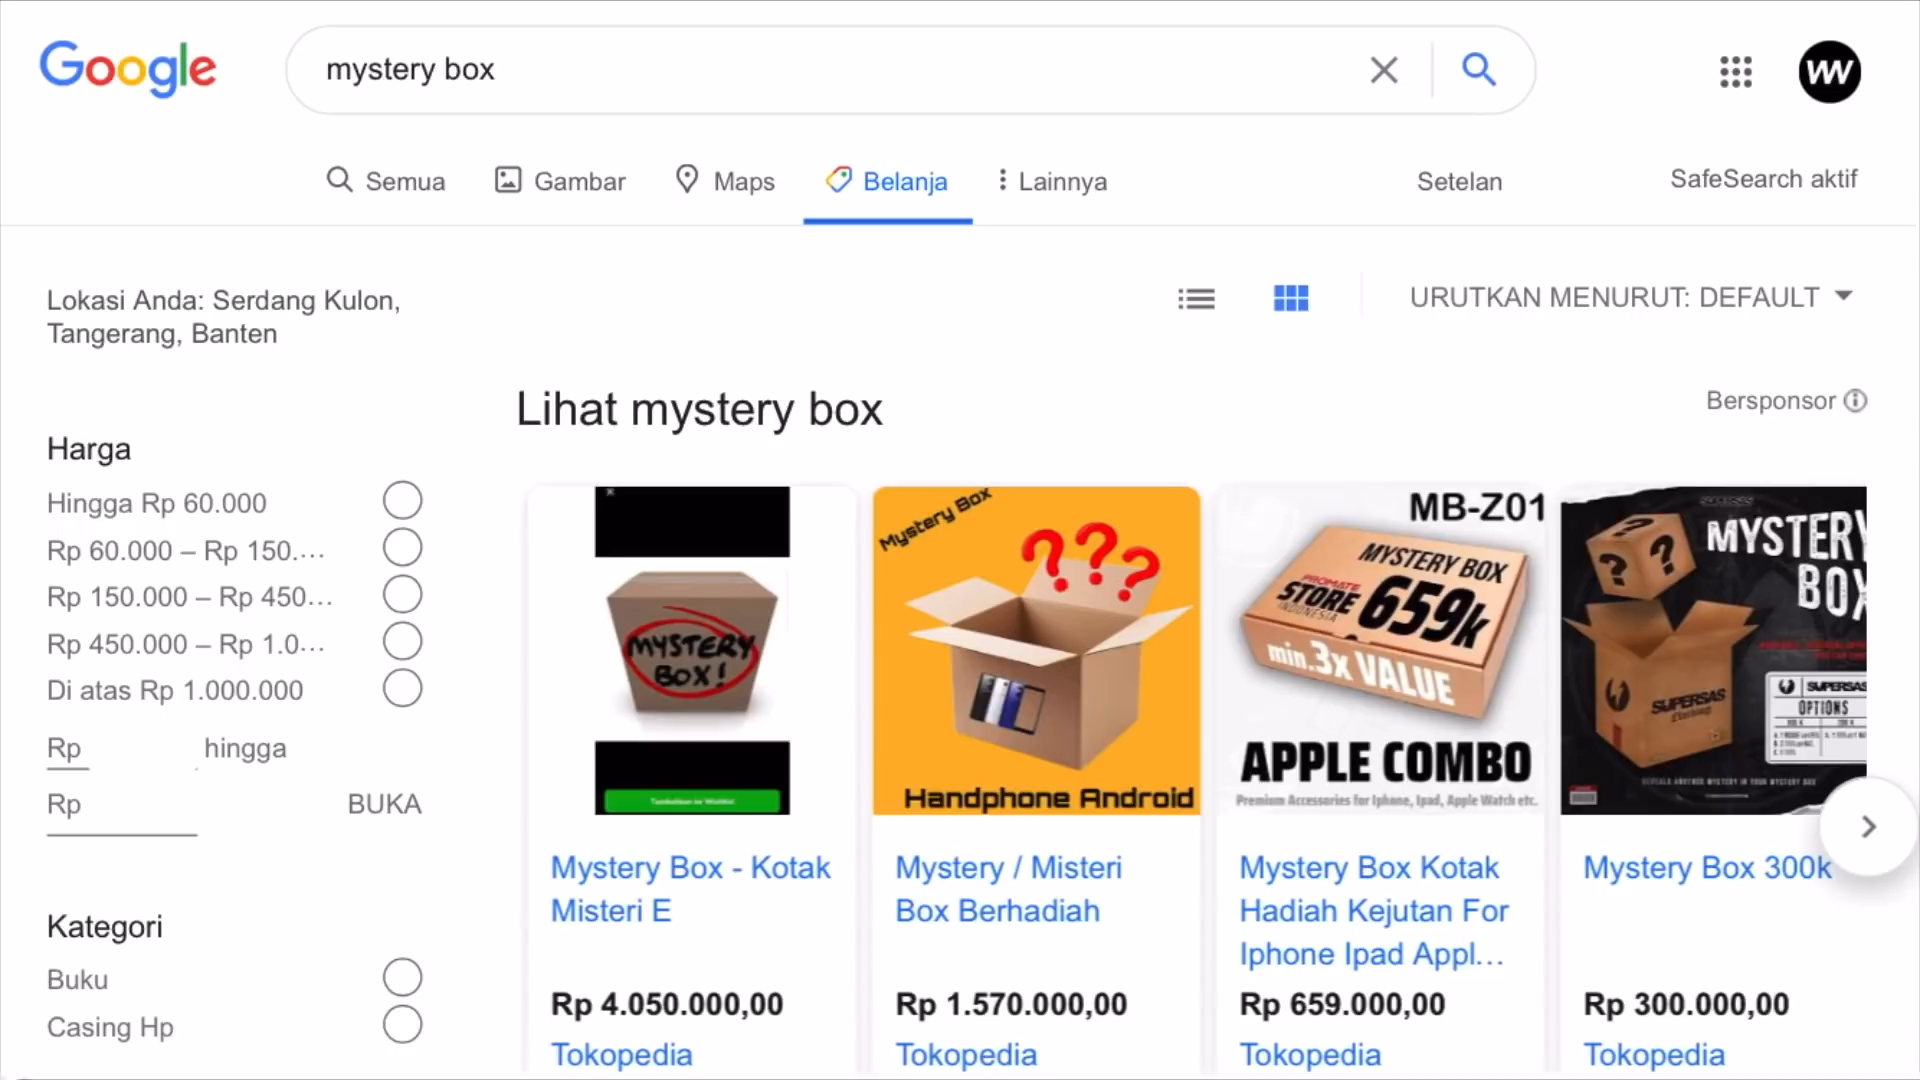 Google
mystery box
Semua
Gambar
Maps
Belanja
Lainnya
Setelan
SafeSearch aktif
Lokasi Anda: Serdang Kulon,
Tangerang, Banten
URUTKAN MENURUT: DEFAULT
Lihat mystery box
Bersponsor
Harga
Hingga Rp 60.000
Rp 60.000 – Rp 150.…
Rp 150.000 – Rp 450…
Rp 450.000 – Rp 1.0…
Di atas Rp 1.000.000
Rp
hingga
Rp
BUKA
Kategori
Buku
Casing Hp
MYSTERY
BOX!
Mystery Box - Kotak
Misteri E
Rp 4.050.000,00
Tokopedia
Mystery Box
???
Handphone Android
Mystery / Misteri
Box Berhadiah
Rp 1.570.000,00
Tokopedia
MB-Z01
MYSTERY BOX
PROMATE
STORE
INDONESIA
659k
min.3x VALUE
APPLE COMBO
Premium Accessories for Iphone, Ipad, Apple Watch etc.
Mystery Box Kotak
Hadiah Kejutan For
Iphone Ipad Appl…
Rp 659.000,00
Tokopedia
SUPERSAS
MYSTERY
BOX
? ?
SUPERSAS
Clothing
SUPERSAS
OPTIONS
Mystery Box 300k
Rp 300.000,00
Tokopedia